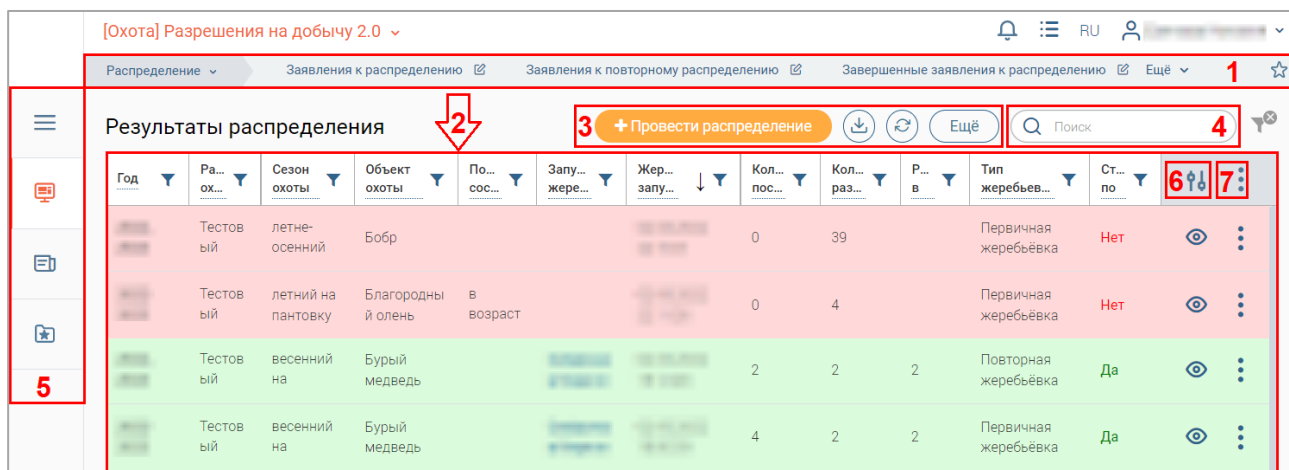 [Охота] Разрешения на добычу 2.0 RU
Распределение Заявления к распределению Заявления к повторному распределению Завершенные заявления к распределению Ещё 1
Результаты распределения 2 3 +Провести распределение Ещё Поиск 4
Год Ра... ох... Сезон охоты Объект охоты По... сос... Запу... жере... Жер... запу... ↓ Кол... пос... Кол... раз... Р... в Тип жеребьев... Ст... по 6 7
Тестов летне- Первичная
ый осенний Бобр 0 39 жеребьёвка Нет
Тестов летний на Благородны в Первичная
ый пантовку й олень возраст 0 4 жеребьёвка Нет
Тестов весенний Бурый Повторная
ый на медведь 2 2 2 жеребьёвка Да
5
Тестов весенний Бурый Первичная
ый на медведь 4 2 2 жеребьёвка Да